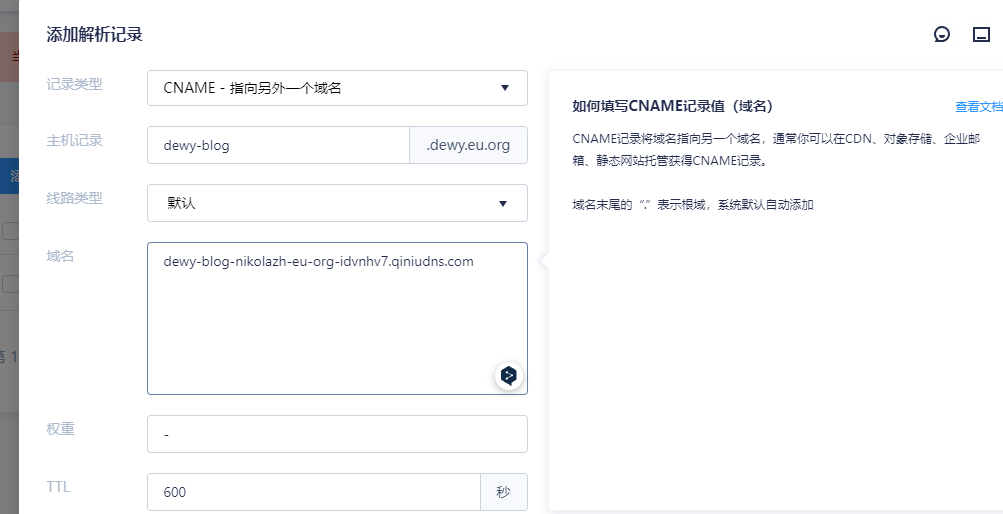 添加解析记录
记录类型
CNAME - 指向另外一个域名
主机记录
dewy-blog
.dewy.eu.org
线路类型
默认
域名
dewy-blog-nikolazh-eu-org-idvnhv7.qiniudns.com
权重
-
TTL
600
秒
如何填写CNAME记录值（域名）
查看文档
CNAME记录将域名指向另一个域名，通常你可以在CDN、对象存储、企业邮
箱、静态网站托管获得CNAME记录。
域名末尾的“.”表示根域，系统默认自动添加
第 1